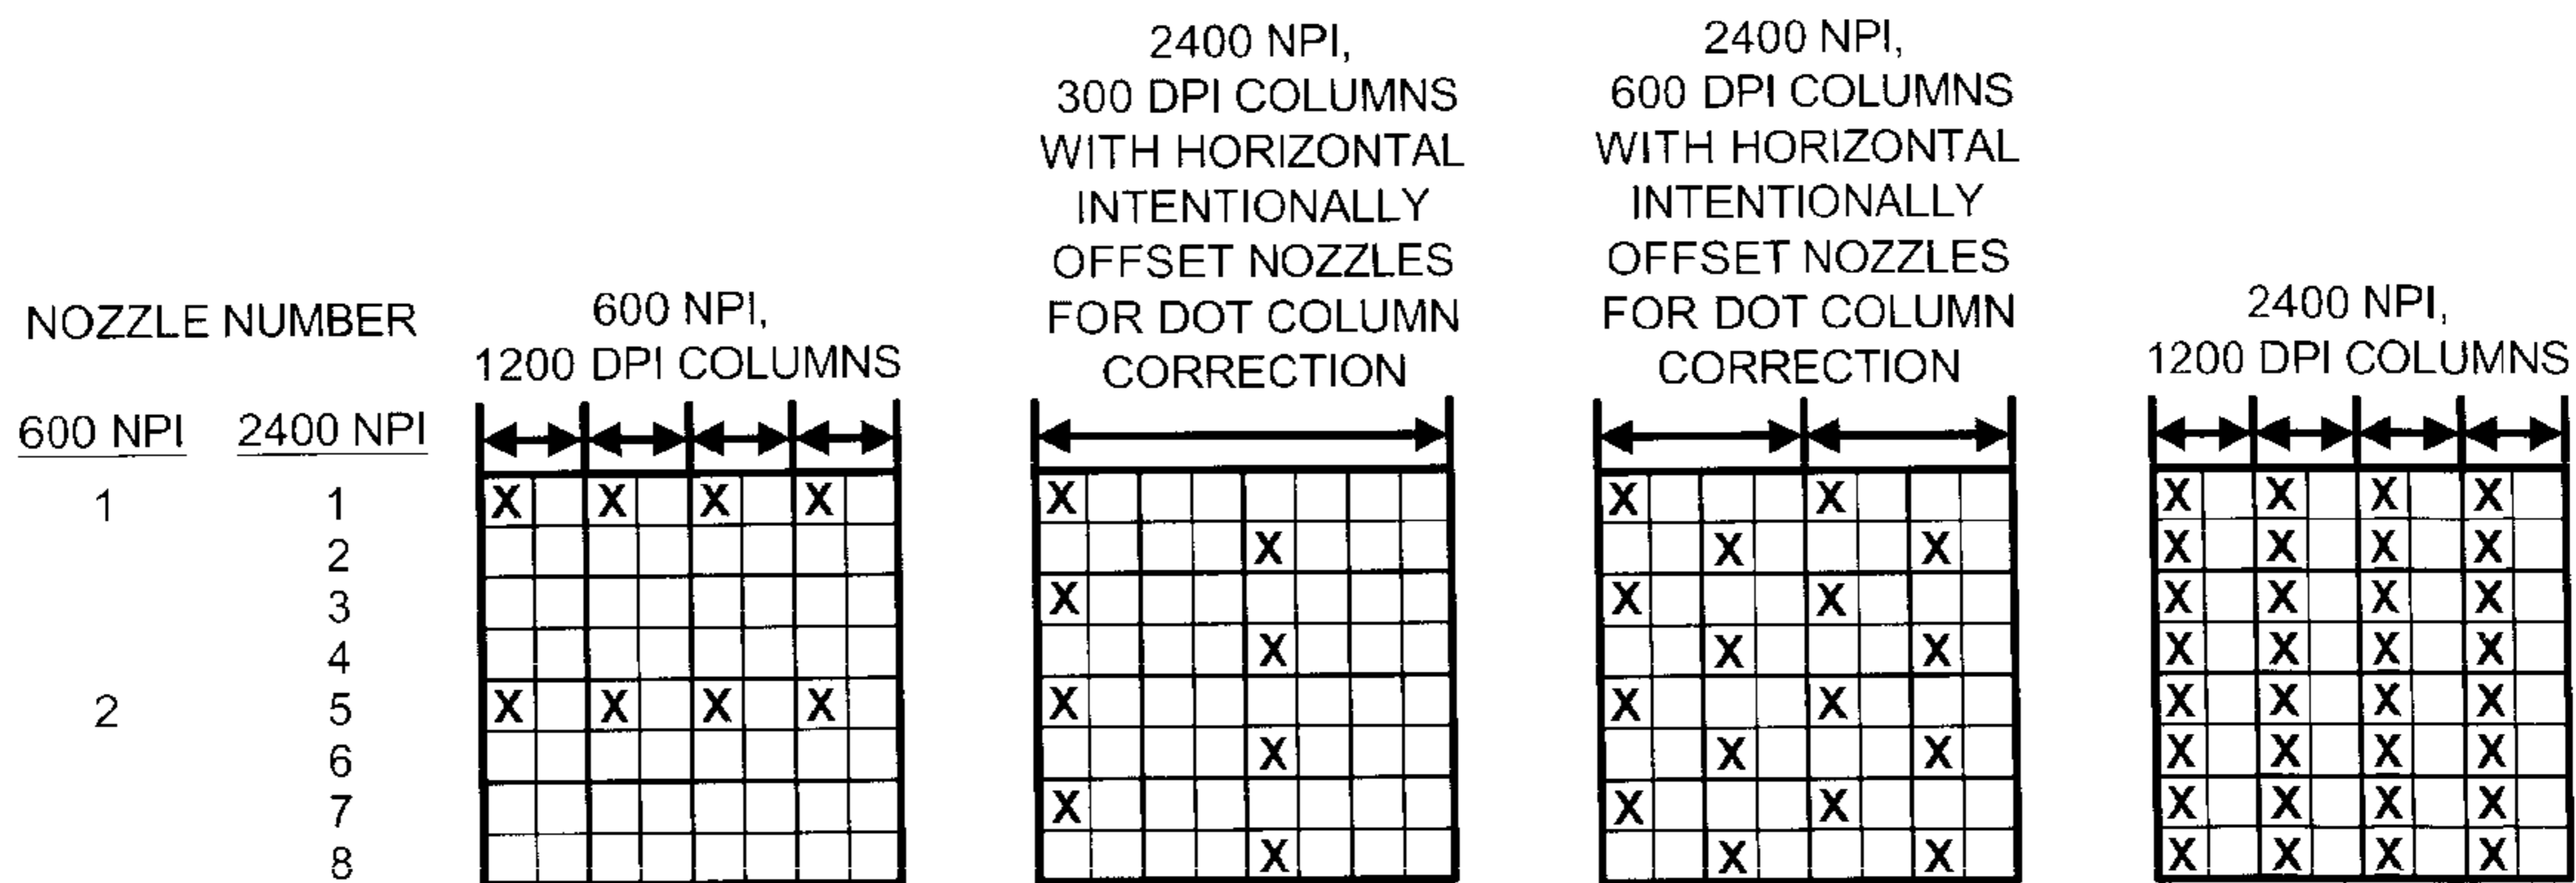 NOZZLE NUMBER
600 NPI 2400 NPI
1 1
2
3
4
2 5
6
7
8
600 NPI,
1200 DPI COLUMNS
X X X X
X X X X
2400 NPI,
300 DPI COLUMNS
WITH HORIZONTAL
INTENTIONALLY
OFFSET NOZZLES
FOR DOT COLUMN
CORRECTION
X
X
X
X
X
X
X
X
2400 NPI,
600 DPI COLUMNS
WITH HORIZONTAL
INTENTIONALLY
OFFSET NOZZLES
FOR DOT COLUMN
CORRECTION
X X
X X
X X
X X
X X
X X
X X
X X
2400 NPI,
1200 DPI COLUMNS
X X X X
X X X X
X X X X
X X X X
X X X X
X X X X
X X X X
X X X X